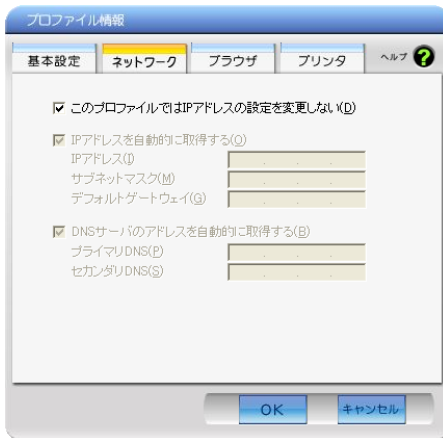 プロファイル情報
基本設定 ネットワーク ブラウザ プリンタ ヘルプ ?
このプロファイルではIPアドレスの設定を変更しない(D)
IPアドレスを自動的に取得する(O)
IPアドレス(I)
サブネットマスク(M)
デフォルトゲートウェイ(G)
DNSサーバのアドレスを自動的に取得する(B)
プライマリDNS(P)
セカンダリDNS(S)
OK キャンセル